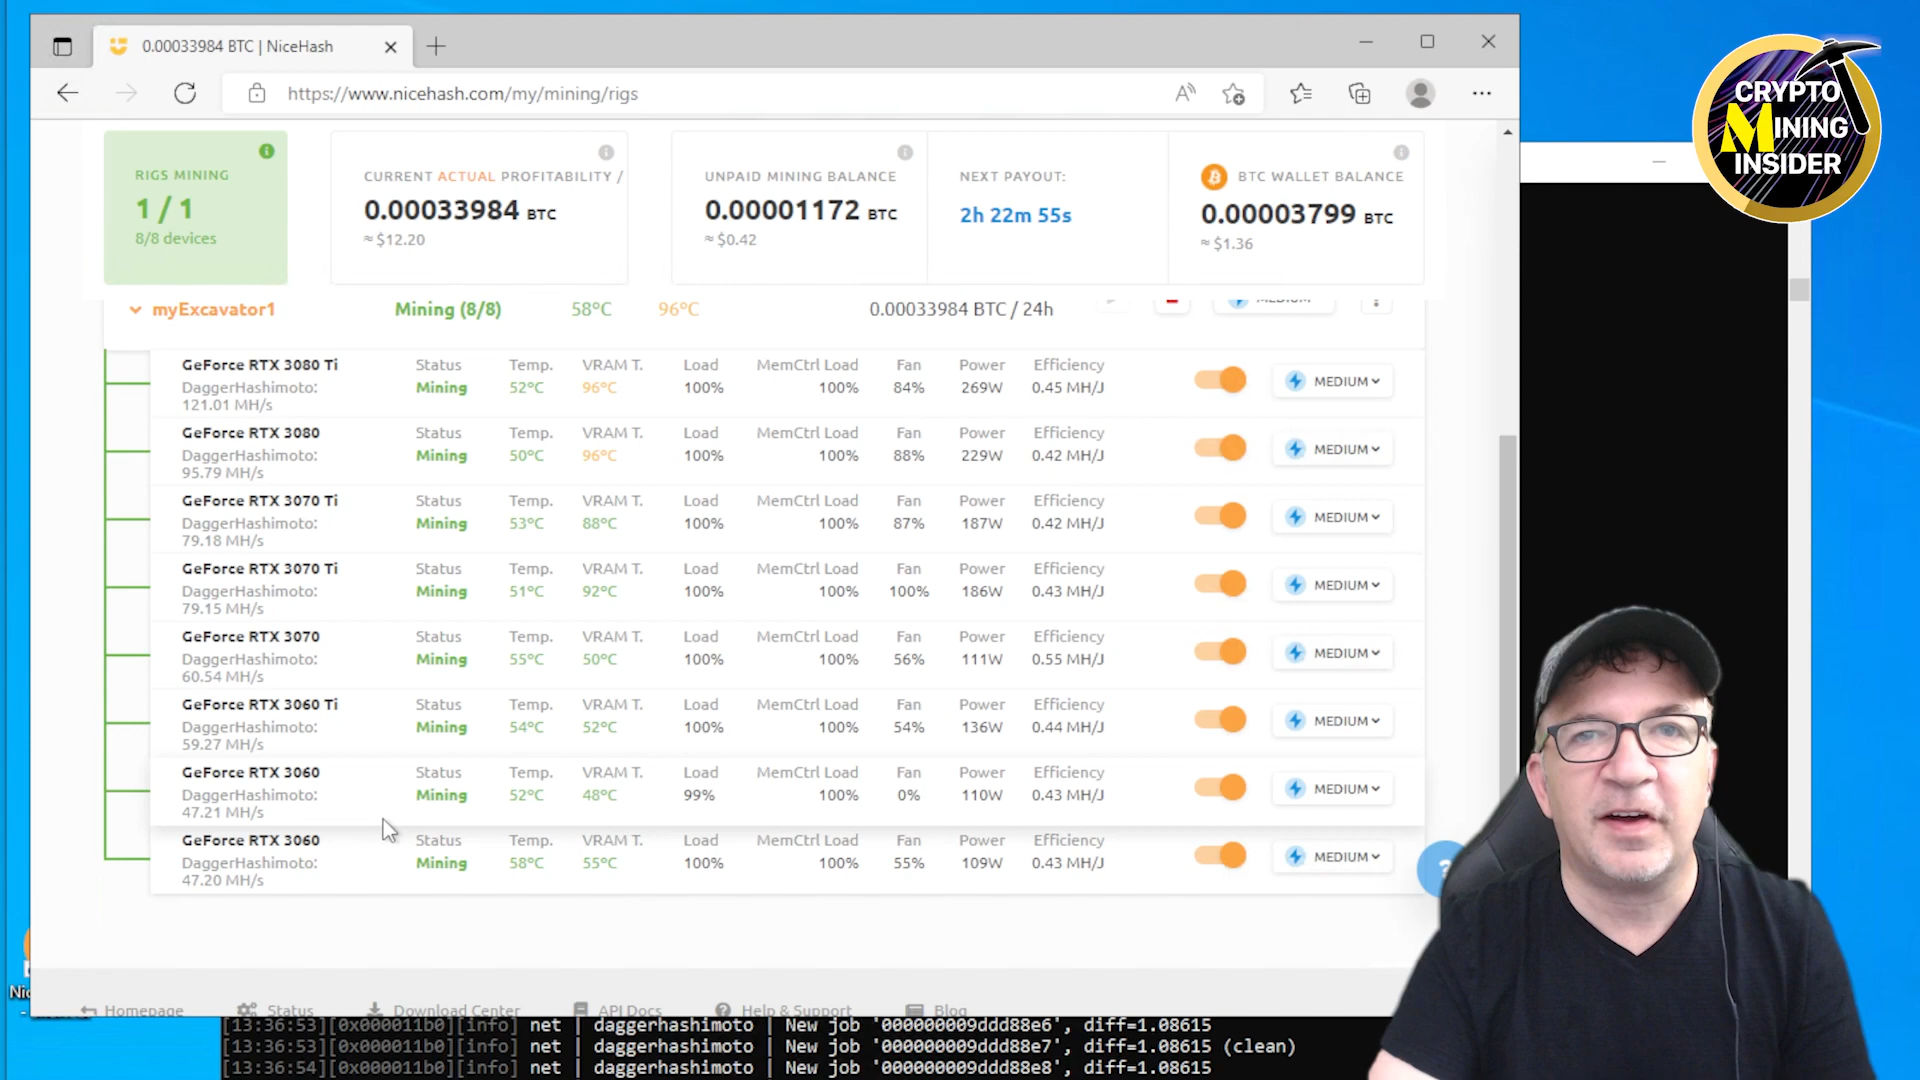 0.00033984 BTC | NiceHash
https://www.nicehash.com/my/mining/rigs
CRYPTO
MINING
INSIDER
RIGS MINING
1 / 1
8/8 devices
CURRENT ACTUAL PROFITABILITY /
0.00033984 BTC
≈ $12.20
UNPAID MINING BALANCE
0.00001172 BTC
≈ $0.42
NEXT PAYOUT:
2h 22m 55s
BTC WALLET BALANCE
0.00003799 BTC
≈ $1.36
myExcavator1 Mining (8/8) 58°C 96°C 0.00033984 BTC / 24h MEDIUM
GeForce RTX 3080 Ti Status Temp. VRAM T. Load MemCtrl Load Fan Power Efficiency
DaggerHashimoto: Mining 52°C 96°C 100% 100% 84% 269W 0.45 MH/J MEDIUM
121.01 MH/s
GeForce RTX 3080 Status Temp. VRAM T. Load MemCtrl Load Fan Power Efficiency
DaggerHashimoto: Mining 50°C 96°C 100% 100% 88% 229W 0.42 MH/J MEDIUM
95.79 MH/s
GeForce RTX 3070 Ti Status Temp. VRAM T. Load MemCtrl Load Fan Power Efficiency
DaggerHashimoto: Mining 53°C 88°C 100% 100% 87% 187W 0.42 MH/J MEDIUM
79.18 MH/s
GeForce RTX 3070 Ti Status Temp. VRAM T. Load MemCtrl Load Fan Power Efficiency
DaggerHashimoto: Mining 51°C 92°C 100% 100% 100% 186W 0.43 MH/J MEDIUM
79.15 MH/s
GeForce RTX 3070 Status Temp. VRAM T. Load MemCtrl Load Fan Power Efficiency
DaggerHashimoto: Mining 55°C 50°C 100% 100% 56% 111W 0.55 MH/J MEDIUM
60.54 MH/s
GeForce RTX 3060 Ti Status Temp. VRAM T. Load MemCtrl Load Fan Power Efficiency
DaggerHashimoto: Mining 54°C 52°C 100% 100% 54% 136W 0.44 MH/J MEDIUM
59.27 MH/s
GeForce RTX 3060 Status Temp. VRAM T. Load MemCtrl Load Fan Power Efficiency
DaggerHashimoto: Mining 52°C 48°C 99% 100% 0% 110W 0.43 MH/J MEDIUM
47.21 MH/s
GeForce RTX 3060 Status Temp. VRAM T. Load MemCtrl Load Fan Power Efficiency
DaggerHashimoto: Mining 58°C 55°C 100% 100% 55% 109W 0.43 MH/J MEDIUM
47.20 MH/s
?
Homepage Status Download Center API Docs Help & Support Blog
[13:36:53][0x000011b0][info] net | daggerhashimoto | New job '000000009ddd88e6', diff=1.08615
[13:36:53][0x000011b0][info] net | daggerhashimoto | New job '000000009ddd88e7', diff=1.08615 (clean)
[13:36:54][0x000011b0][info] net | daggerhashimoto | New job '000000009ddd88e8', diff=1.08615